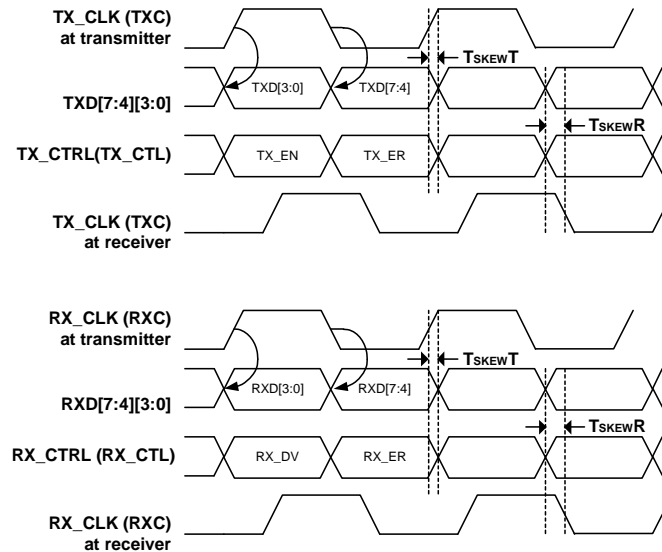 TX_CLK (TXC)
at transmitter
TSKEWT
TXD[7:4][3:0]
TXD[3:0]
TXD[7:4]
TSKEWR
TX_CTRL(TX_CTL)
TX_EN
TX_ER
TX_CLK (TXC)
at receiver
RX_CLK (RXC)
at transmitter
TSKEWT
RXD[7:4][3:0]
RXD[3:0]
RXD[7:4]
TSKEWR
RX_CTRL (RX_CTL)
RX_DV
RX_ER
RX_CLK (RXC)
at receiver